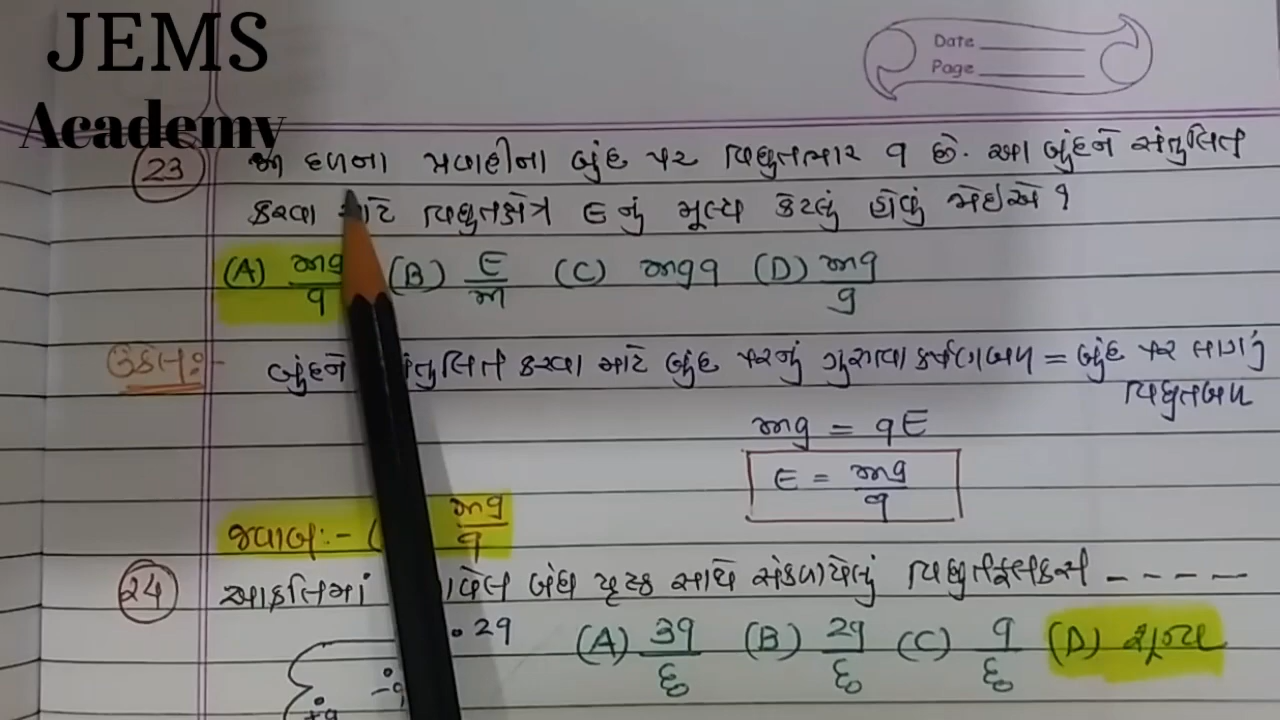 JEMS
Academy
Date
Page
23 m દળના પ્રવાહીના બુંદ પર વિદ્યુતભાર q છે. આ બુંદને સંતુલિત
કરવા માટે વિદ્યુતક્ષેત્ર E નું મૂલ્ય કેટલું હોવું જોઇએ ?
(A) mg/q (B) E/m (C) mgq (D) mq/g
ઉકેલ:- બુંદને સંતુલિત કરવા માટે બુંદ પરનું ગુરુત્વાકર્ષણબળ = બુંદ પર લાગતું
વિદ્યુતબળ
mg = qE
E = mg/q
જવાબ:- ( mg/q
24 આકૃતિમાં બંધ પૃષ્ઠ સાથે સંકળાયેલું વિદ્યુતફ્લક્સ - - - -
2q (A) 3q/ε₀ (B) 2q/ε₀ (C) q/ε₀ (D) શૂન્ય
-q
+q